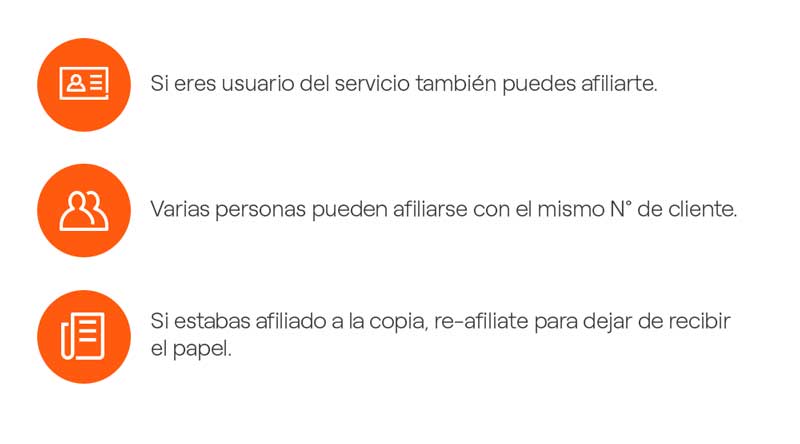 Si eres usuario del servicio también puedes afiliarte.
Varias personas pueden afiliarse con el mismo N° de cliente.
Si estabas afiliado a la copia, re-afiliate para dejar de recibir
el papel.